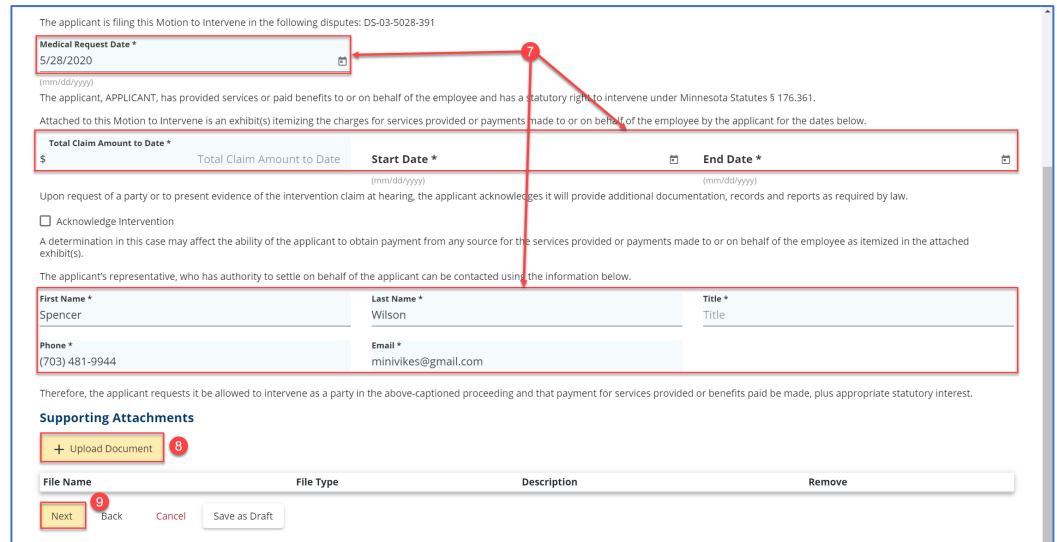 The applicant is filing this Motion to Intervene in the following disputes: DS-03-5028-391
Medical Request Date *
5/28/2020
7
(mm/dd/yyyy)
The applicant, APPLICANT, has provided services or paid benefits to or on behalf of the employee and has a statutory right to intervene under Minnesota Statutes § 176.361.
Attached to this Motion to Intervene is an exhibit(s) itemizing the charges for services provided or payments made to or on behalf of the employee by the applicant for the dates below.
Total Claim Amount to Date *
$ Total Claim Amount to Date Start Date * End Date *
(mm/dd/yyyy) (mm/dd/yyyy)
Upon request of a party or to present evidence of the intervention claim at hearing, the applicant acknowledges it will provide additional documentation, records and reports as required by law.
Acknowledge Intervention
A determination in this case may affect the ability of the applicant to obtain payment from any source for the services provided or payments made to or on behalf of the employee as itemized in the attached
exhibit(s).
The applicant's representative, who has authority to settle on behalf of the applicant can be contacted using the information below.
First Name * Last Name * Title *
Spencer Wilson Title
Phone * Email *
(703) 481-9944 minivikes@gmail.com
Therefore, the applicant requests it be allowed to intervene as a party in the above-captioned proceeding and that payment for services provided or benefits paid be made, plus appropriate statutory interest.
Supporting Attachments
+ Upload Document 8
File Name File Type Description Remove
9
Next Back Cancel Save as Draft